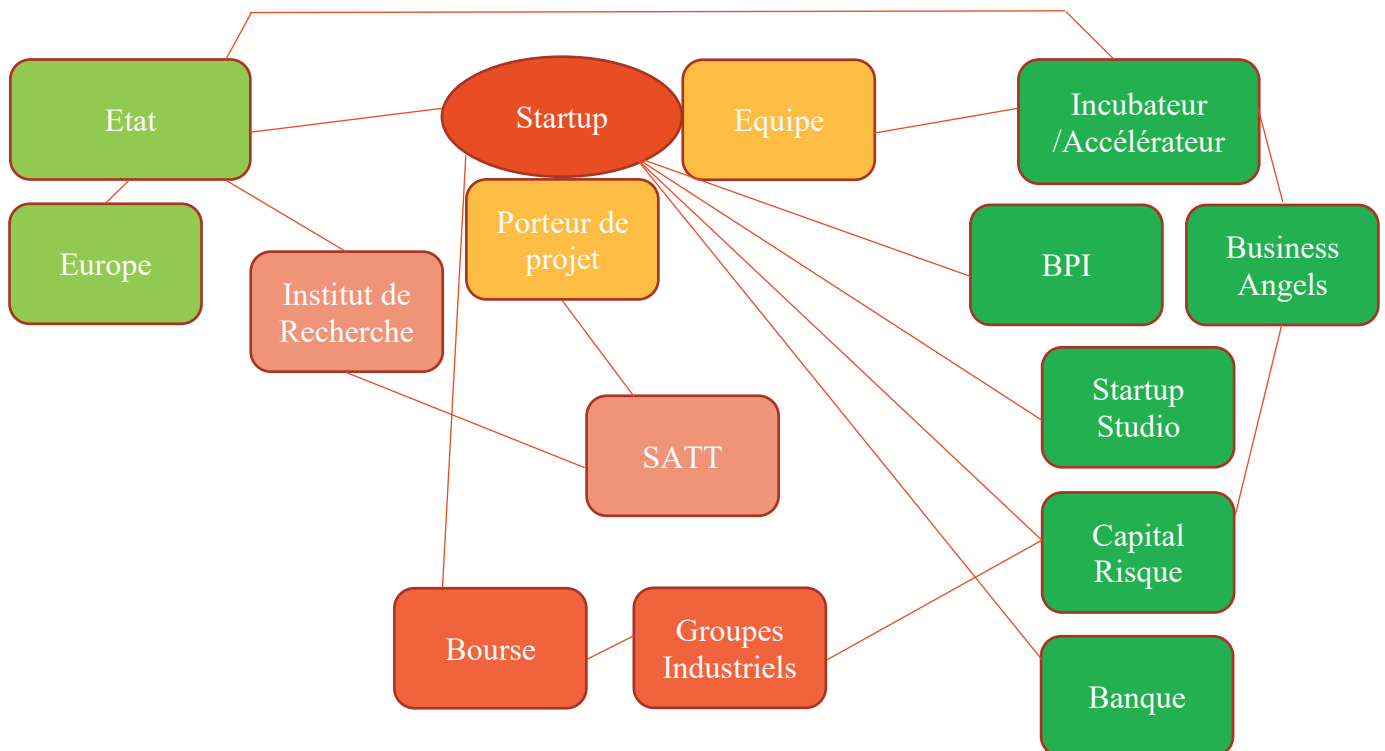 Etat
Startup
Equipe
Incubateur
/Accélérateur
Europe
Institut de
Recherche
Porteur de
projet
BPI
Business
Angels
Startup
Studio
SATT
Capital
Risque
Bourse
Groupes
Industriels
Banque